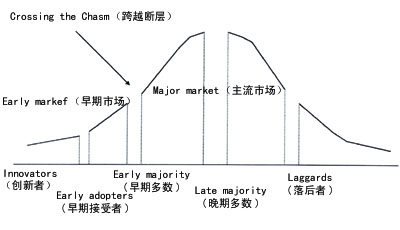 Crossing the Chasm（跨越断层）
Early markef（早期市场）
Major market（主流市场）
Innovators
（创新者）
Early adopters
（早期接受者）
Early majority
（早期多数）
Late majority
（晚期多数）
Laggards
（落后者）